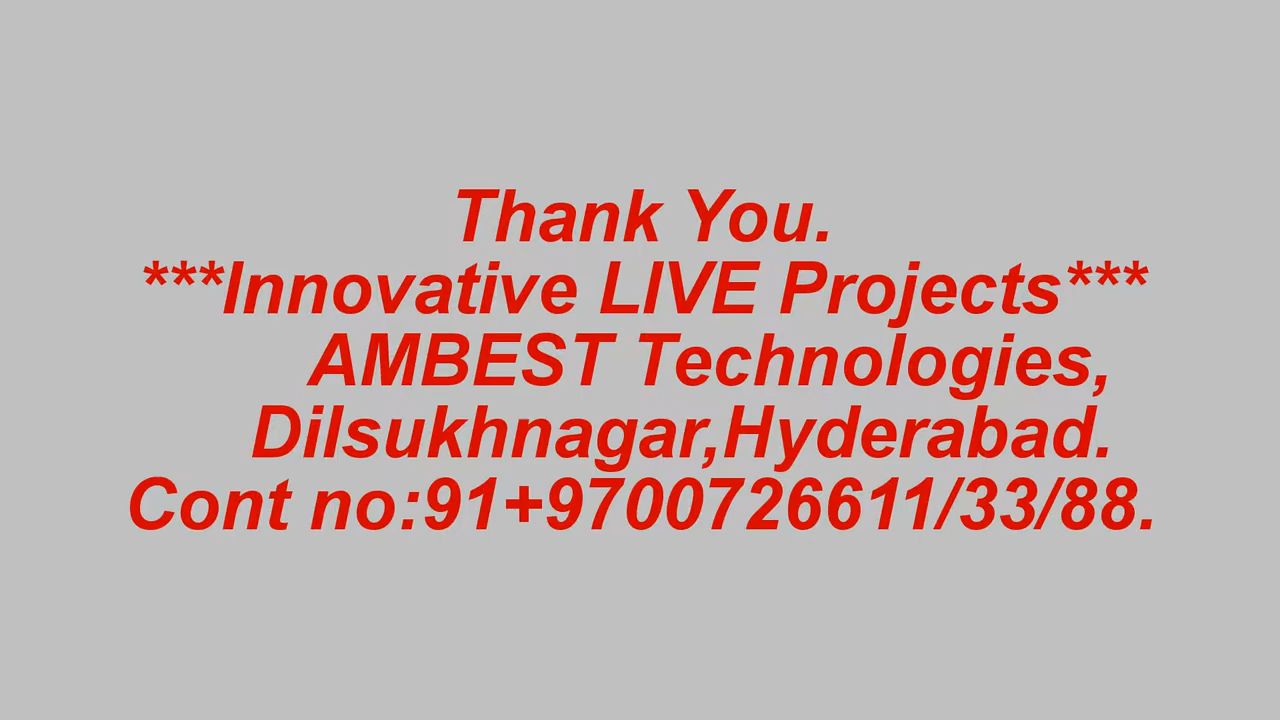 Thank You.
***Innovative LIVE Projects***
AMBEST Technologies,
Dilsukhnagar,Hyderabad.
Cont no:91+9700726611/33/88.